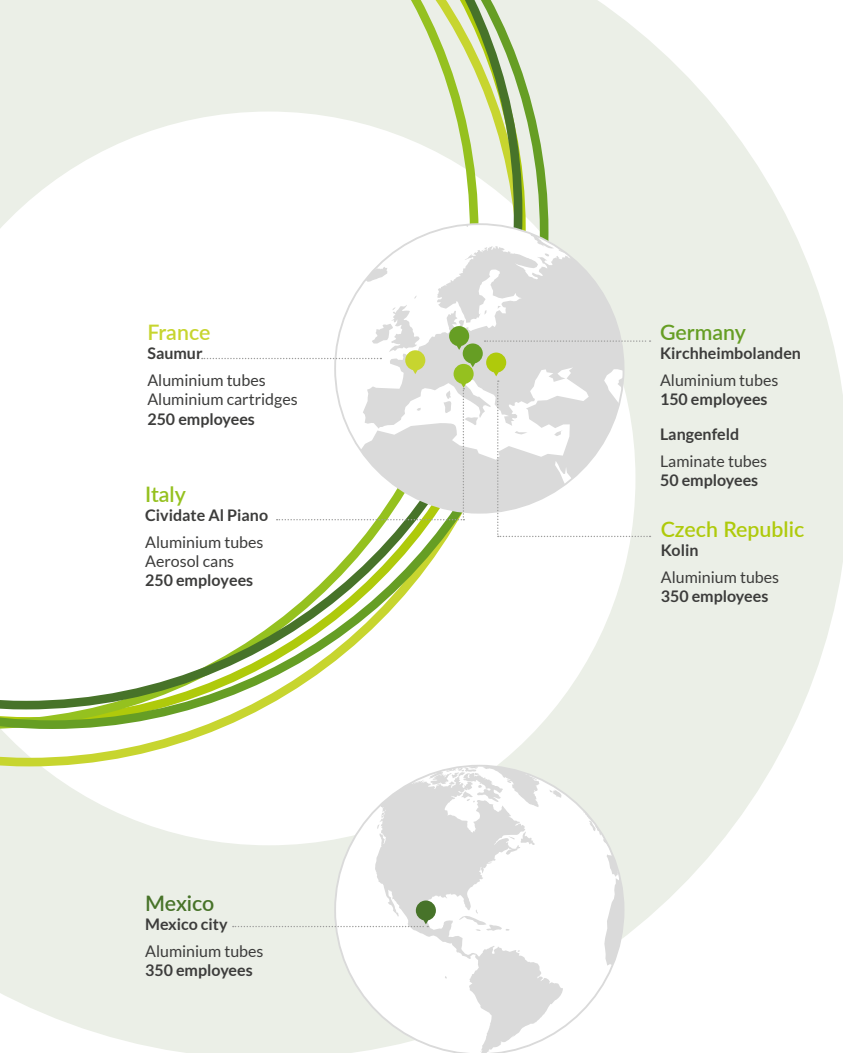 France
Saumur
Aluminium tubes
Aluminium cartridges
250 employees
Italy
Cividate Al Piano
Aluminium tubes
Aerosol cans
250 employees
Germany
Kirchheimbolanden
Aluminium tubes
150 employees
Langenfeld
Laminate tubes
50 employees
Czech Republic
Kolin
Aluminium tubes
350 employees
Mexico
Mexico city
Aluminium tubes
350 employees